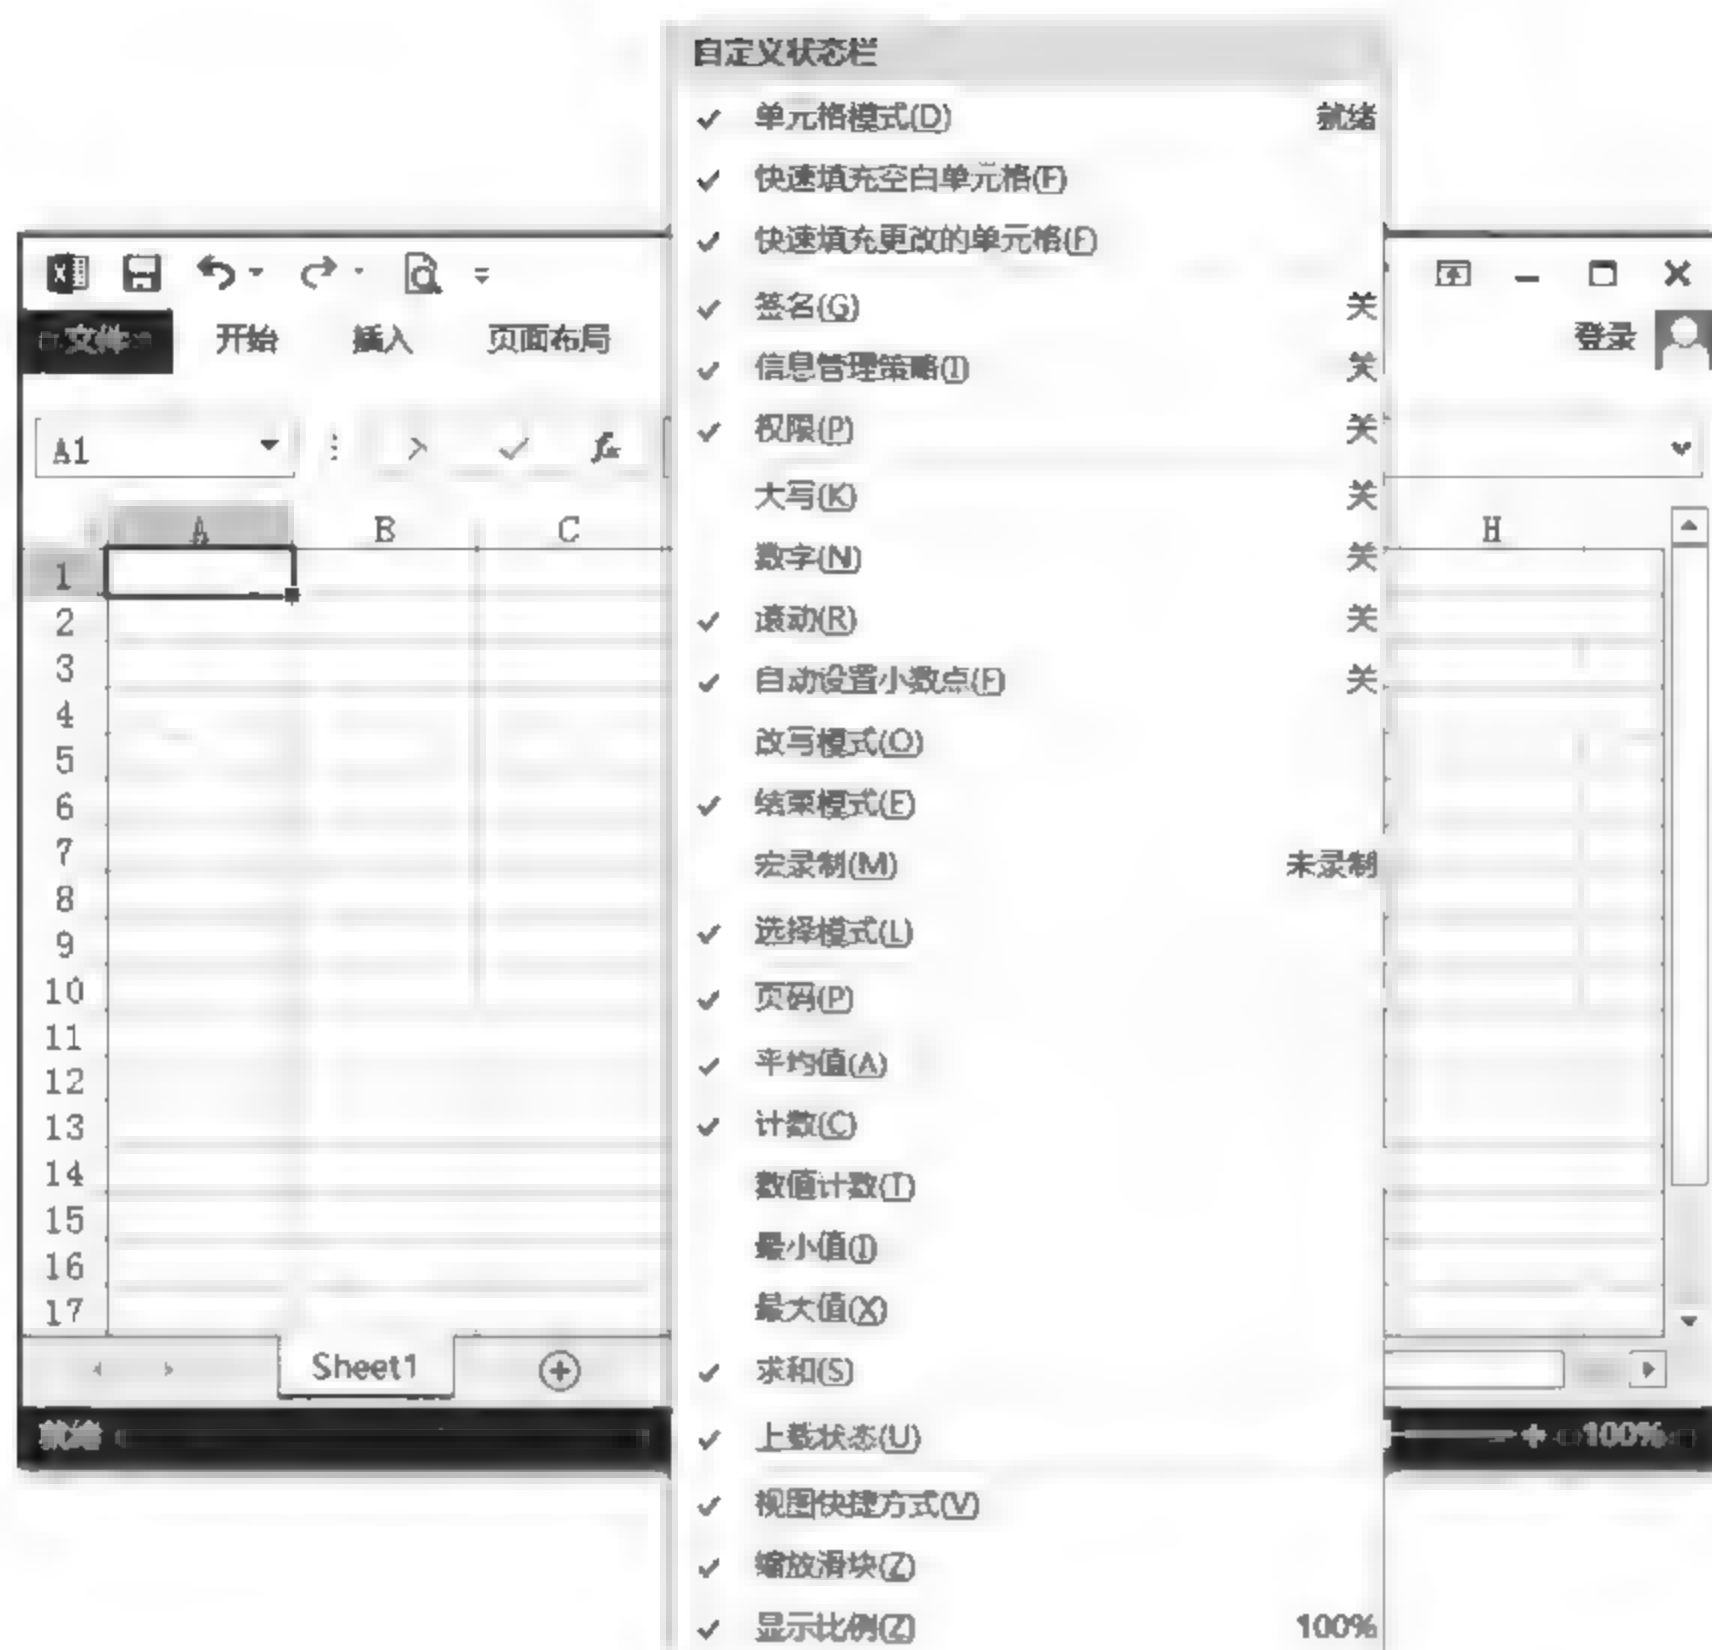 自定义状态栏
单元格模式(D) 就绪
快速填充空白单元格(F)
快速填充更改的单元格(F)
签名(G) 关
信息管理策略(I) 关
权限(P) 关
大写(K) 关
数字(N) 关
滚动(R) 关
自动设置小数点(F) 关
改写模式(O)
结束模式(E)
宏录制(M) 未录制
选择模式(L)
页码(P)
平均值(A)
计数(C)
数值计数(T)
最小值(I)
最大值(X)
求和(S)
上载状态(U)
视图快捷方式(V)
缩放滑块(Z)
显示比例(Z) 100%
文件 开始 插入 页面布局 登录
A1 fx
A B C H
1
2
3
4
5
6
7
8
9
10
11
12
13
14
15
16
17
Sheet1
就绪 100%